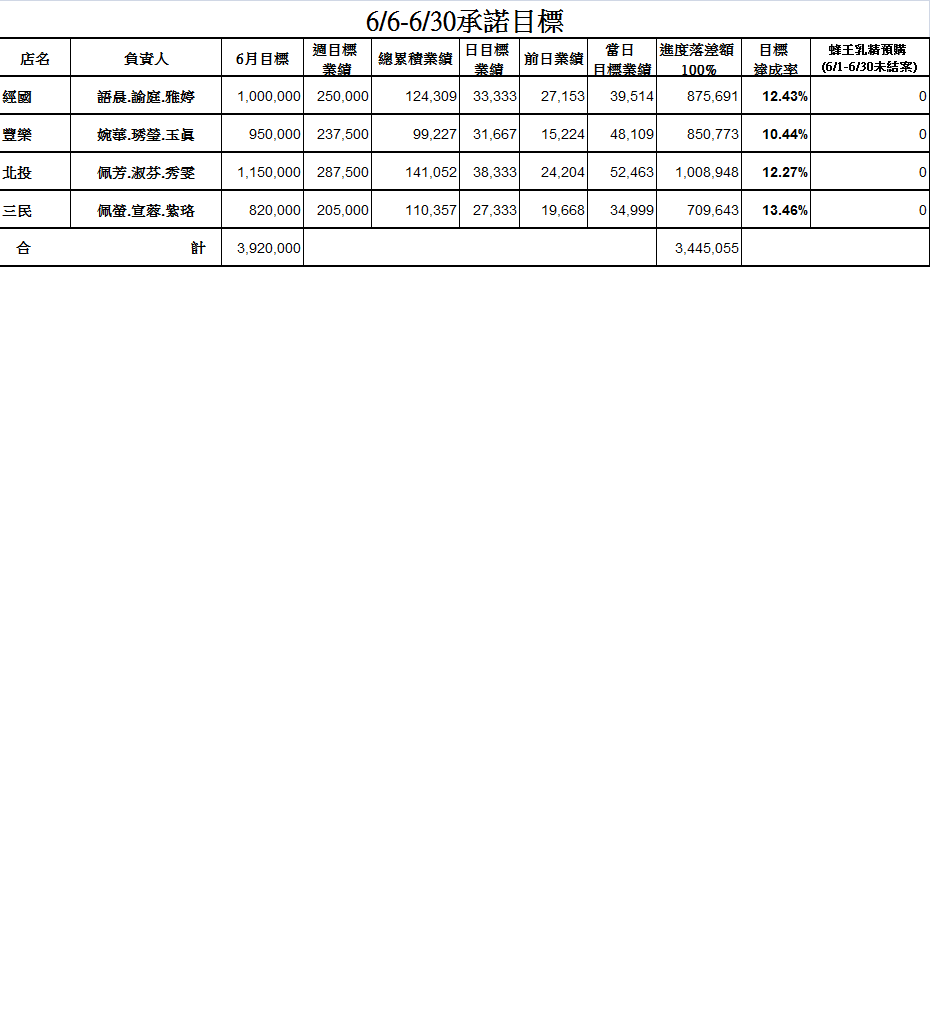 6/6-6/30承諾目標
店名 負責人 6月目標 週目標業績 總累積業績 日目標業績 前日業績 當日目標業績 進度落差額100% 目標達成率 蜂王乳精預購(6/1-6/30未結案)
經國 語晨.諭庭.雅婷 1,000,000 250,000 124,309 33,333 27,153 39,514 875,691 12.43% 0
豐樂 婉華.琇瑩.玉眞 950,000 237,500 99,227 31,667 15,224 48,109 850,773 10.44% 0
北投 佩芳.淑芬.秀雯 1,150,000 287,500 141,052 38,333 24,204 52,463 1,008,948 12.27% 0
三民 佩螢.宣蓉.紫珞 820,000 205,000 110,357 27,333 19,668 34,999 709,643 13.46% 0
合 計 3,920,000 3,445,055